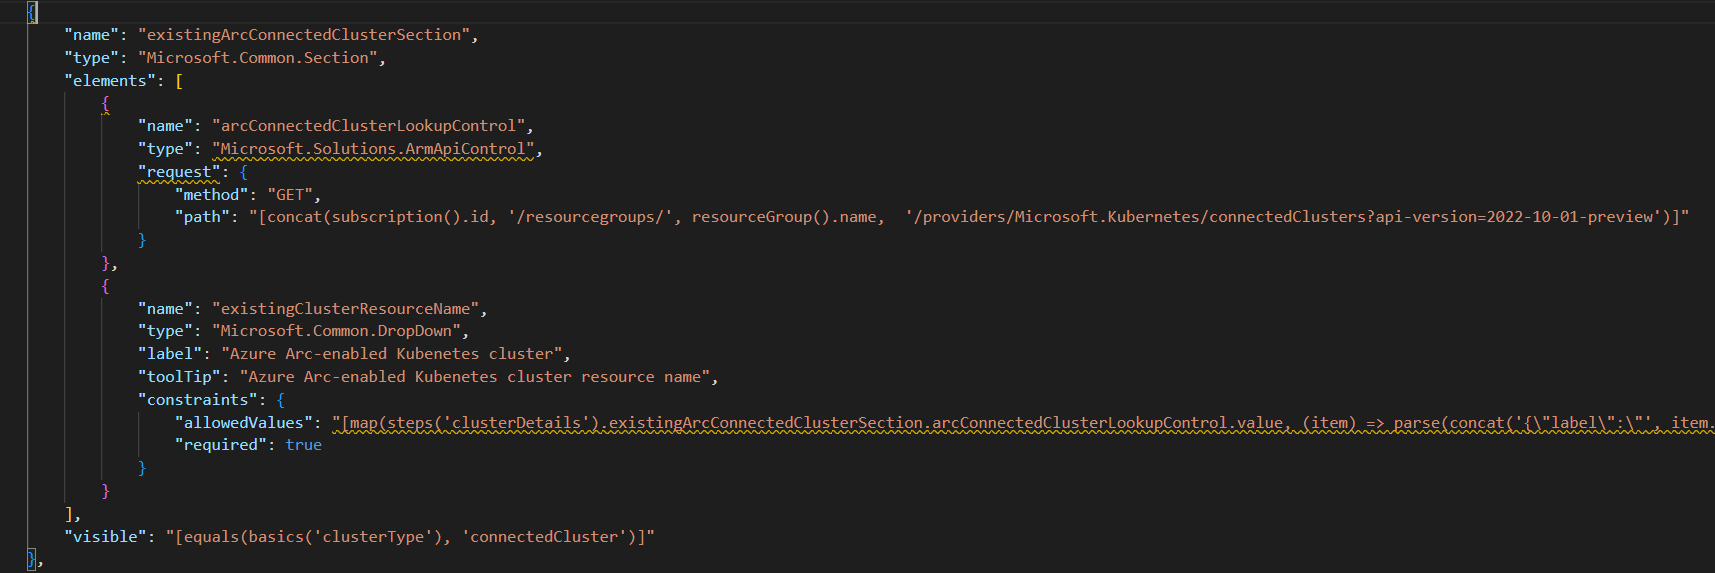 {
"name": "existingArcConnectedClusterSection",
"type": "Microsoft.Common.Section",
"elements": [
{
"name": "arcConnectedClusterLookupControl",
"type": "Microsoft.Solutions.ArmApiControl",
"request": {
"method": "GET",
"path": "[concat(subscription().id, '/resourcegroups/', resourceGroup().name,  '/providers/Microsoft.Kubernetes/connectedClusters?api-version=2022-10-01-preview')]"
}
},
{
"name": "existingClusterResourceName",
"type": "Microsoft.Common.DropDown",
"label": "Azure Arc-enabled Kubenetes cluster",
"toolTip": "Azure Arc-enabled Kubenetes cluster resource name",
"constraints": {
"allowedValues": "[map(steps('clusterDetails').existingArcConnectedClusterSection.arcConnectedClusterLookupControl.value, (item) => parse(concat('{\"label\":\"', item.
"required": true
}
}
],
"visible": "[equals(basics('clusterType'), 'connectedCluster')]"
},